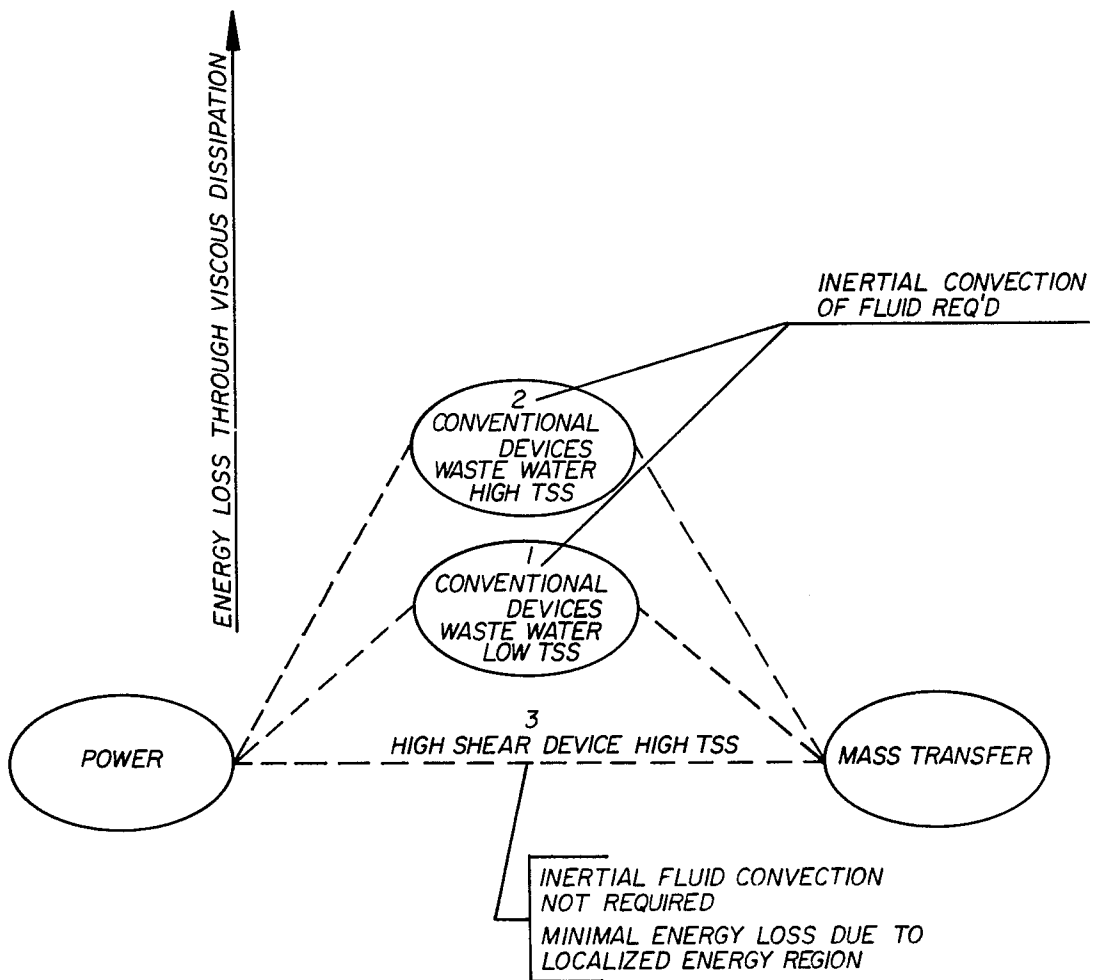 ENERGY LOSS THROUGH VISCOUS DISSIPATION
INERTIAL CONVECTION
OF FLUID REQ'D
2
CONVENTIONAL
DEVICES
WASTE WATER
HIGH TSS
1
CONVENTIONAL
DEVICES
WASTE WATER
LOW TSS
POWER
3
HIGH SHEAR DEVICE HIGH TSS
MASS TRANSFER
INERTIAL FLUID CONVECTION
NOT REQUIRED
MINIMAL ENERGY LOSS DUE TO
LOCALIZED ENERGY REGION